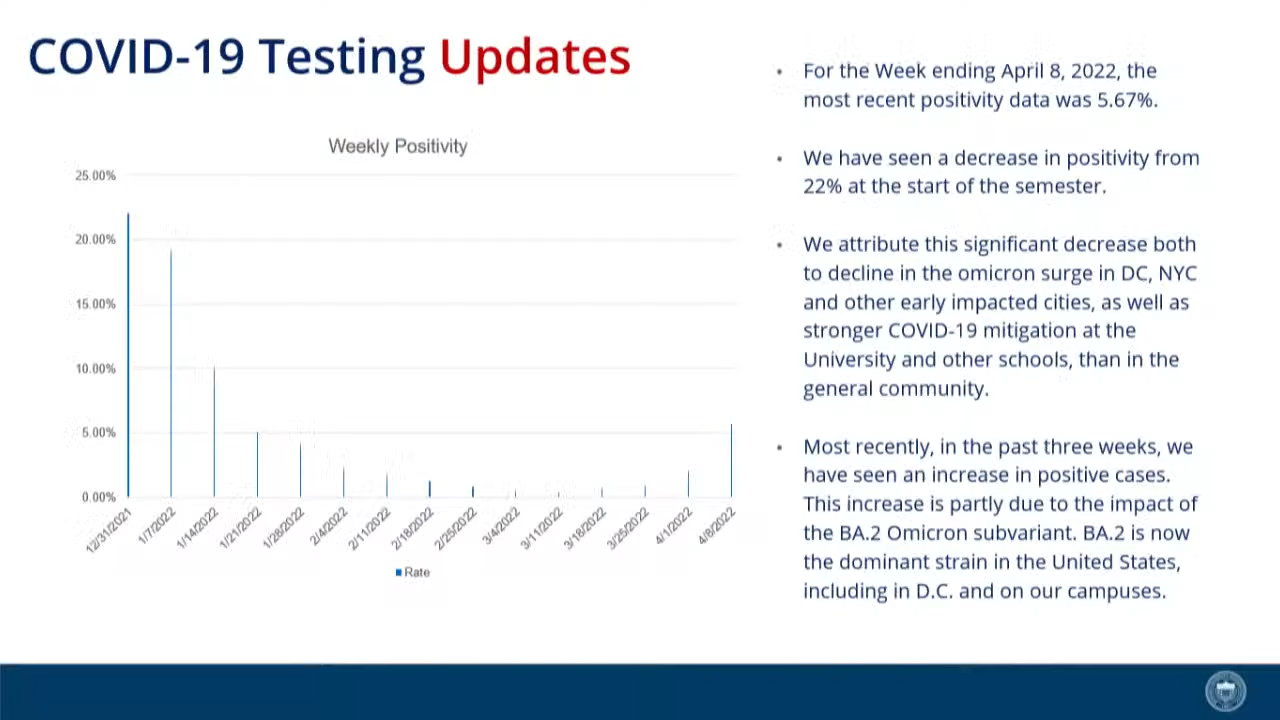 COVID-19 Testing Updates
Weekly Positivity
25.00%
20.00%
15.00%
10.00%
5.00%
0.00%
12/31/2021
1/7/2022
1/14/2022
1/21/2022
1/28/2022
2/4/2022
2/11/2022
2/18/2022
2/25/2022
3/4/2022
3/11/2022
3/18/2022
3/25/2022
4/1/2022
4/8/2022
Rate
• For the Week ending April 8, 2022, the
most recent positivity data was 5.67%.
• We have seen a decrease in positivity from
22% at the start of the semester.
• We attribute this significant decrease both
to decline in the omicron surge in DC, NYC
and other early impacted cities, as well as
stronger COVID-19 mitigation at the
University and other schools, than in the
general community.
• Most recently, in the past three weeks, we
have seen an increase in positive cases.
This increase is partly due to the impact of
the BA.2 Omicron subvariant. BA.2 is now
the dominant strain in the United States,
including in D.C. and on our campuses.